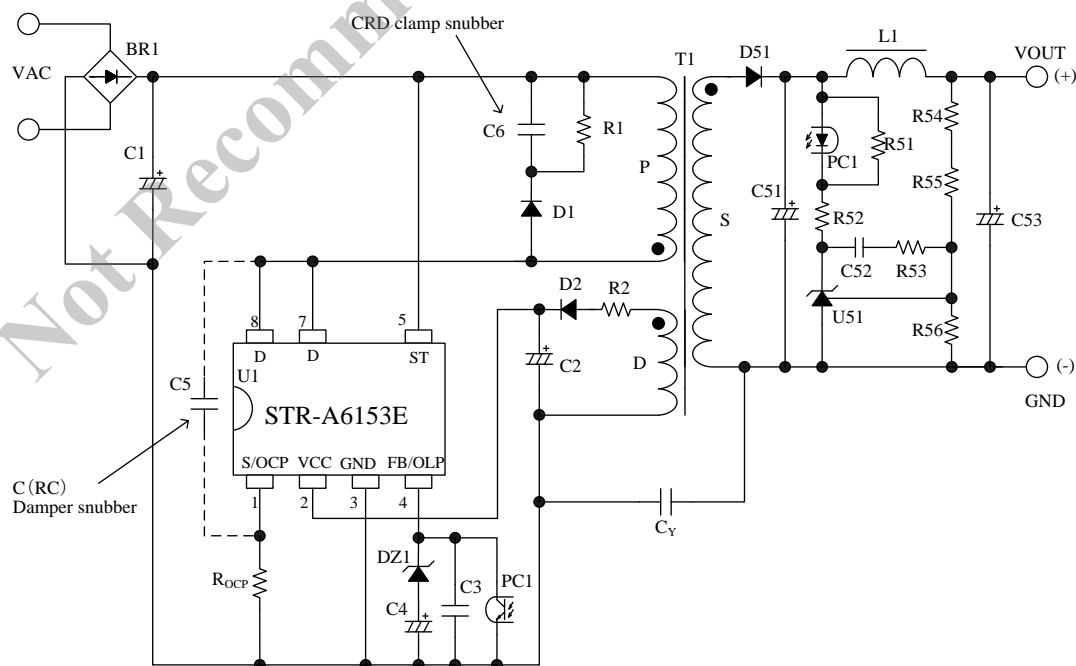 Not Recomm
CRD clamp snubber
BR1
VAC
C1
C6
R1
P
D1
T1
S
D51
L1
VOUT
(+)
PC1
R51
R54
R55
C51
R52
C53
C52
R53
U51
R56
(-)
GND
D2
R2
C2
D
8
7
5
D
D
ST
U1
STR-A6153E
C5
S/OCP
VCC
GND
FB/OLP
1
2
3
4
C(RC)
Damper snubber
CY
ROCP
DZ1
C4
C3
PC1